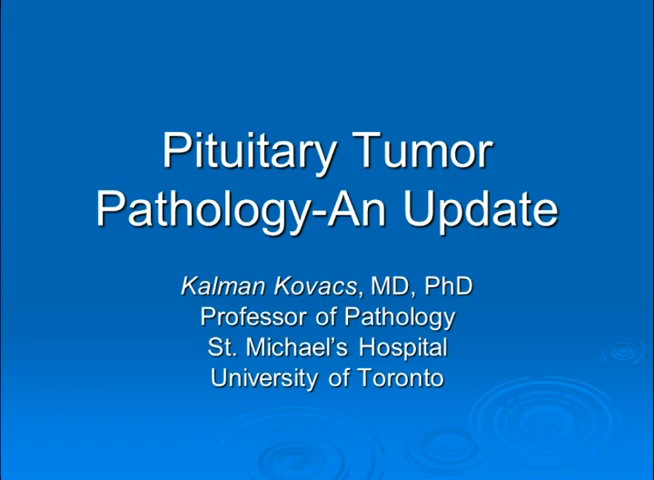 Pituitary Tumor
Pathology-An Update
Kalman Kovacs, MD, PhD
Professor of Pathology
St. Michael's Hospital
University of Toronto